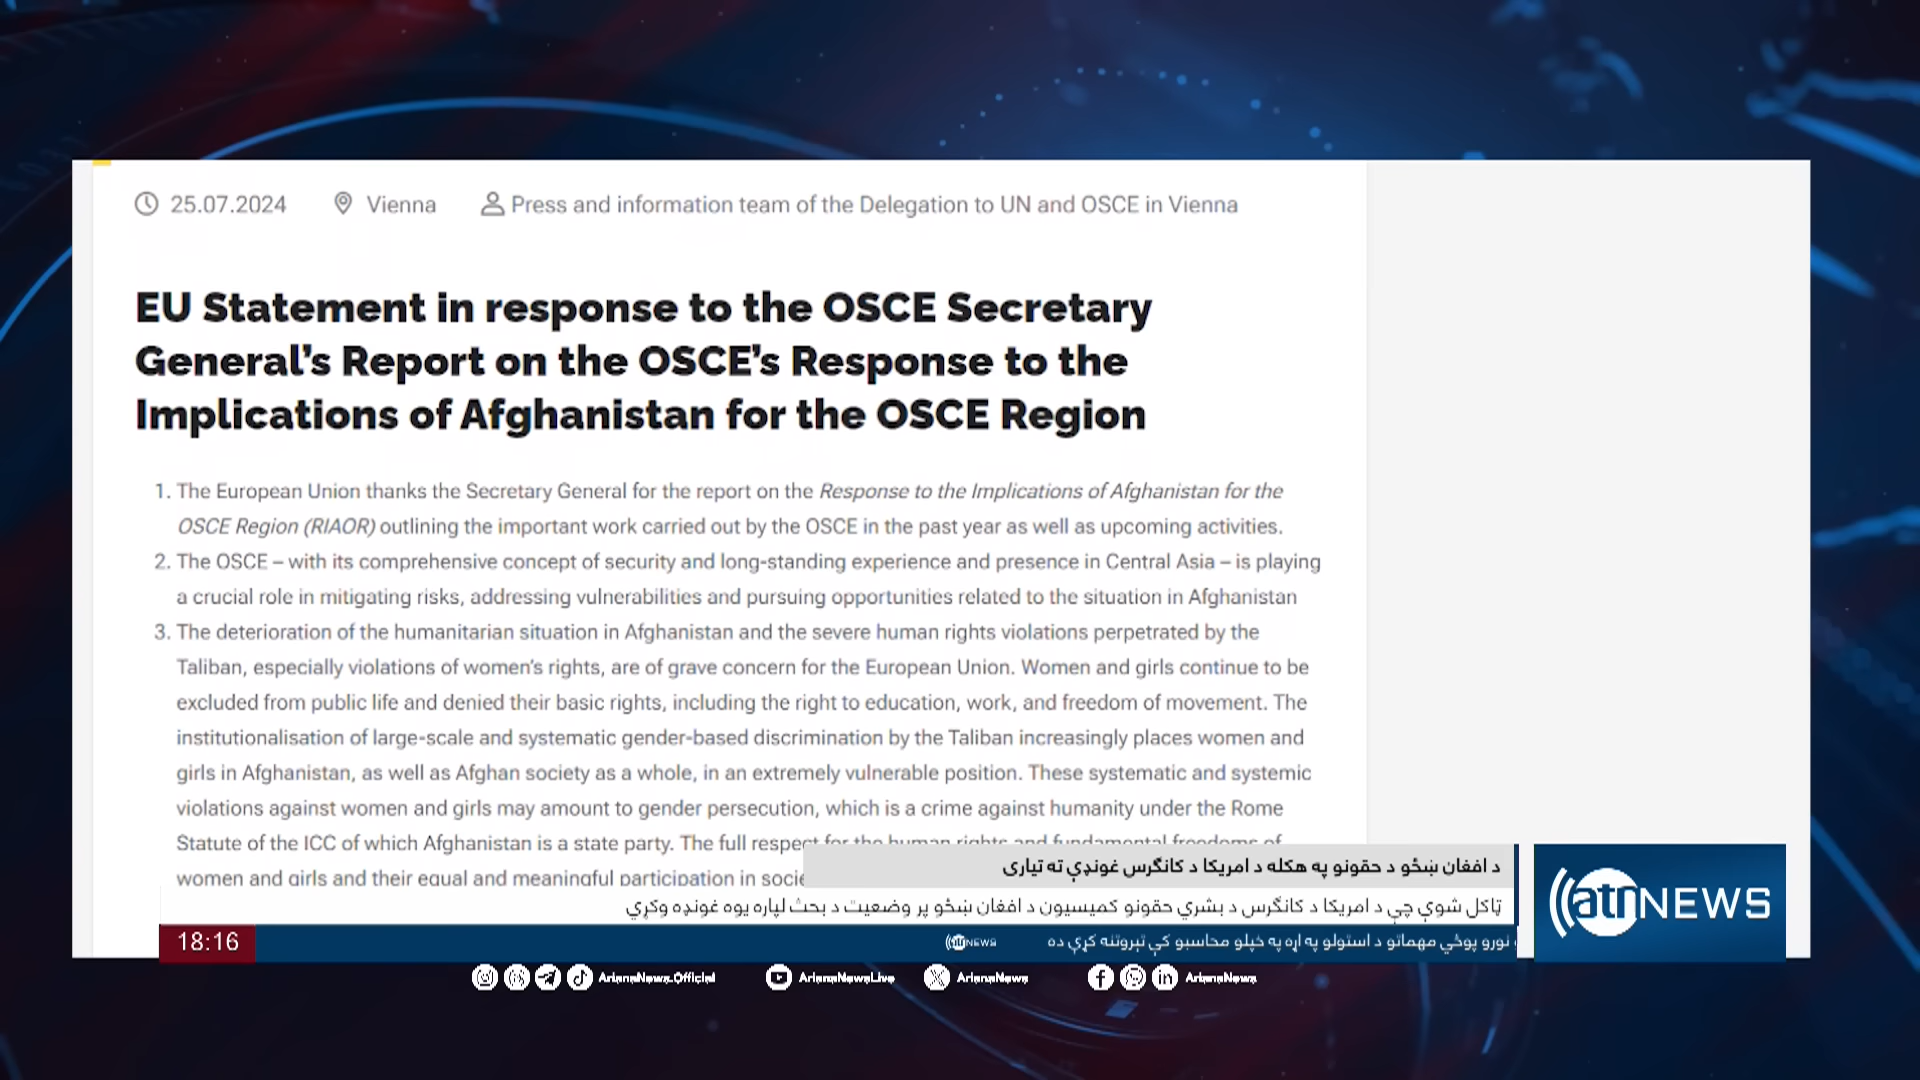 25.07.2024 Vienna Press and information team of the Delegation to UN and OSCE in Vienna
EU Statement in response to the OSCE Secretary
General’s Report on the OSCE’s Response to the
Implications of Afghanistan for the OSCE Region
1. The European Union thanks the Secretary General for the report on the Response to the Implications of Afghanistan for the
OSCE Region (RIAOR) outlining the important work carried out by the OSCE in the past year as well as upcoming activities.
2. The OSCE – with its comprehensive concept of security and long-standing experience and presence in Central Asia – is playing
a crucial role in mitigating risks, addressing vulnerabilities and pursuing opportunities related to the situation in Afghanistan
3. The deterioration of the humanitarian situation in Afghanistan and the severe human rights violations perpetrated by the
Taliban, especially violations of women’s rights, are of grave concern for the European Union. Women and girls continue to be
excluded from public life and denied their basic rights, including the right to education, work, and freedom of movement. The
institutionalisation of large-scale and systematic gender-based discrimination by the Taliban increasingly places women and
girls in Afghanistan, as well as Afghan society as a whole, in an extremely vulnerable position. These systematic and systemic
violations against women and girls may amount to gender persecution, which is a crime against humanity under the Rome
Statute of the ICC of which Afghanistan is a state party. The full respect for the human rights and fundamental freedoms of
women and girls and their equal and meaningful participation in
د افغان ښځو د حقونو په هکله د امریکا د کانګرس غونډې ته تیاری
ټاکل شوې چې د امریکا د کانګرس د بشري حقونو کمیسیون د افغان ښځو پر وضعیت د بحث لپاره یوه غونډه وکړي
نورو پوځي مهماتو د استولو په اړه په خپلو محاسبو کې تېروتنه کړې ده
atn NEWS
18:16
atn NEWS
ArianaNews.Official ArianaNewsLive ArianaNews ArianaNews